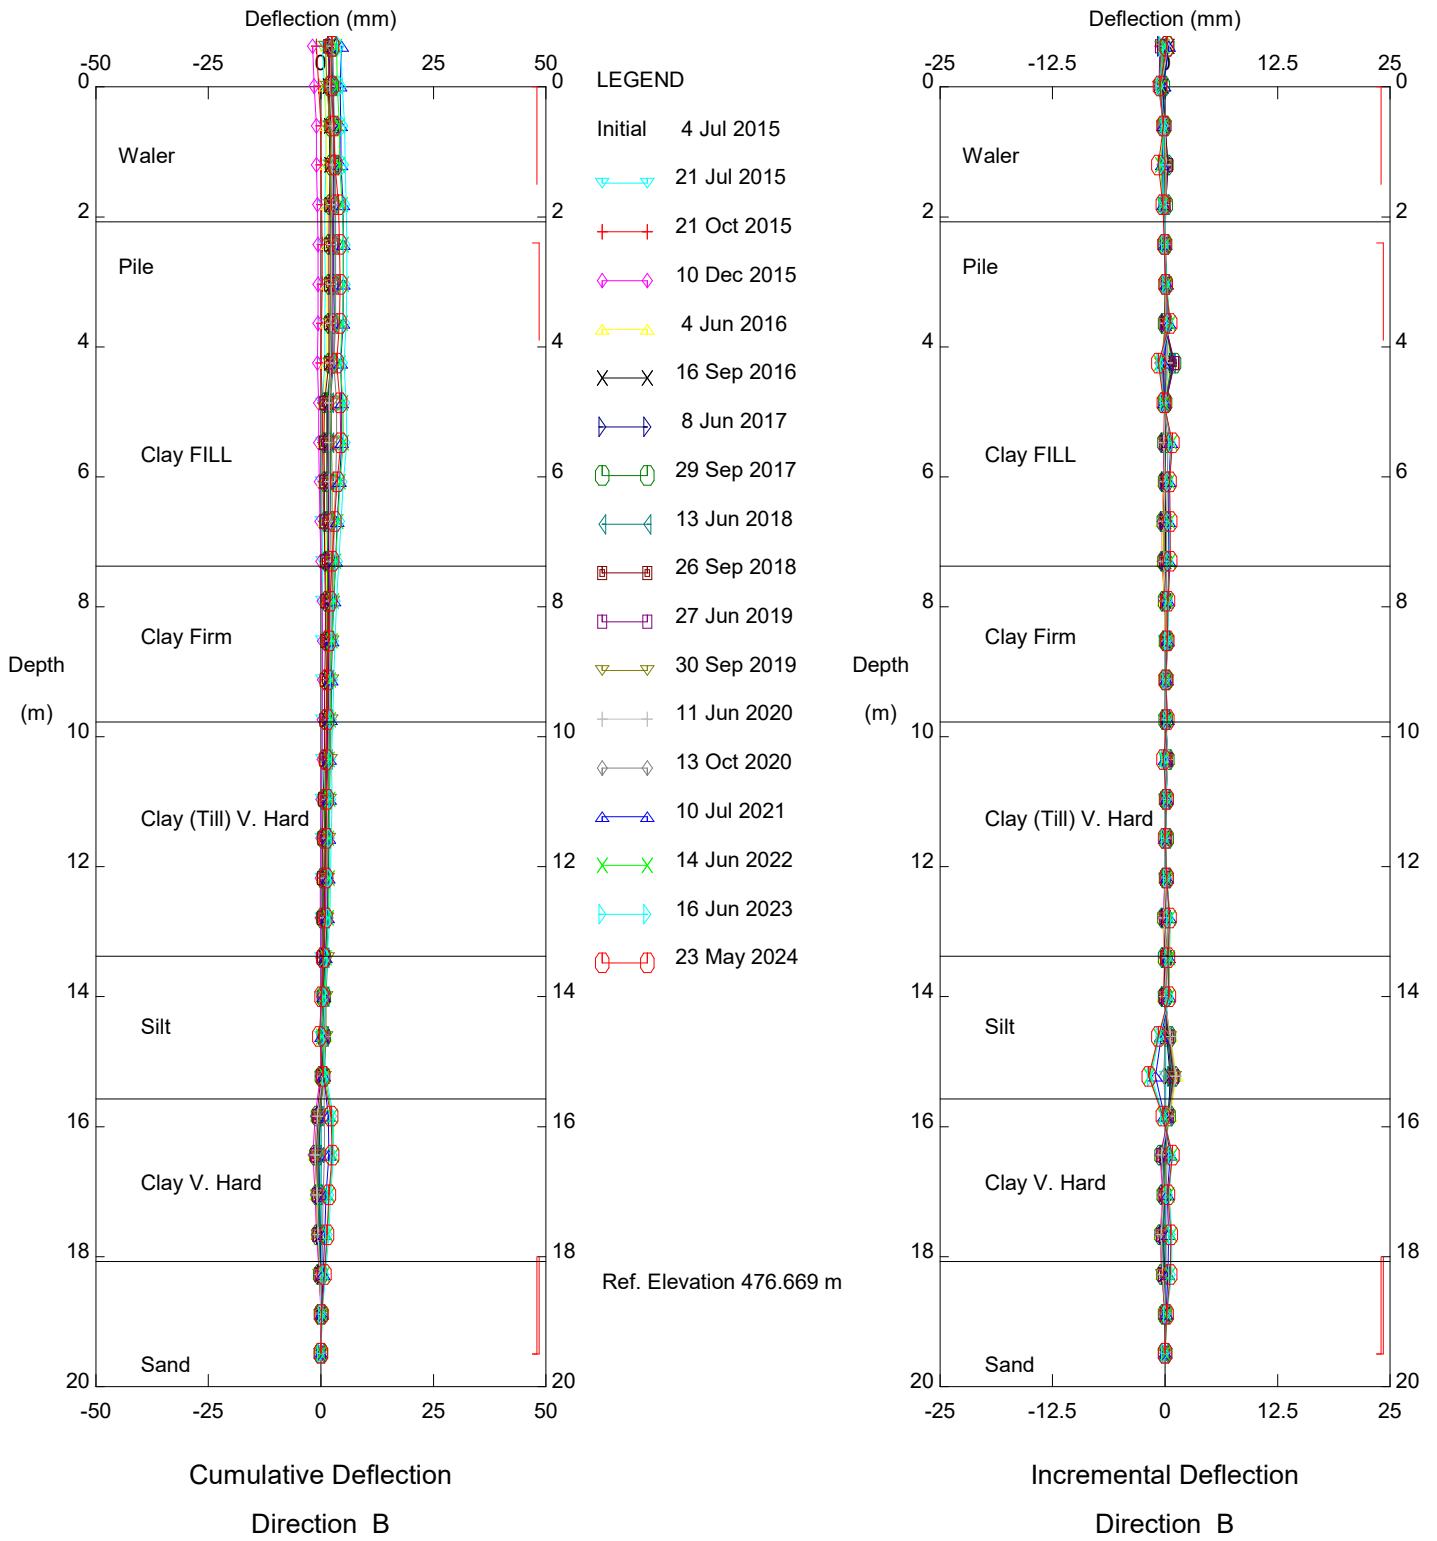 Deflection (mm)
-50 -25 0 25 50
0 0
Waler
2 2
Pile
4 4
Clay FILL
6 6
8 8
Clay Firm
Depth
(m)
10 10
Clay (Till) V. Hard
12 12
14 14
Silt
16 16
Clay V. Hard
18 18
Sand
20 20
-50 -25 0 25 50
Cumulative Deflection
Direction B
LEGEND
Initial 4 Jul 2015
21 Jul 2015
21 Oct 2015
10 Dec 2015
4 Jun 2016
16 Sep 2016
8 Jun 2017
29 Sep 2017
13 Jun 2018
26 Sep 2018
27 Jun 2019
30 Sep 2019
11 Jun 2020
13 Oct 2020
10 Jul 2021
14 Jun 2022
16 Jun 2023
23 May 2024
Ref. Elevation 476.669 m
Deflection (mm)
-25 -12.5 0 12.5 25
0 0
Waler
2 2
Pile
4 4
Clay FILL
6 6
8 8
Clay Firm
Depth
(m)
10 10
Clay (Till) V. Hard
12 12
14 14
Silt
16 16
Clay V. Hard
18 18
Sand
20 20
-25 -12.5 0 12.5 25
Incremental Deflection
Direction B